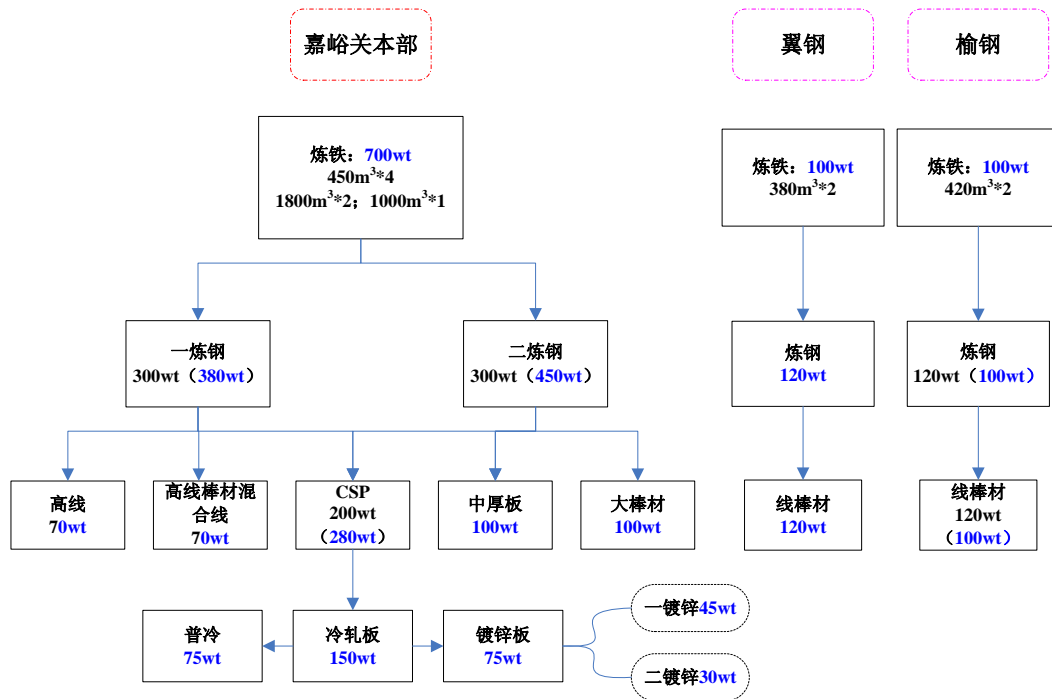 嘉峪关本部
翼钢
榆钢
炼铁：700wt
450m³*4
1800m³*2；1000m³*1
炼铁：100wt
380m³*2
炼铁：100wt
420m³*2
一炼钢
300wt（380wt）
二炼钢
300wt（450wt）
炼钢
120wt
炼钢
120wt（100wt）
高线
70wt
高线棒材混
合线
70wt
CSP
200wt
（280wt）
中厚板
100wt
大棒材
100wt
线棒材
120wt
线棒材
120wt
（100wt）
普冷
75wt
冷轧板
150wt
镀锌板
75wt
一镀锌45wt
二镀锌30wt